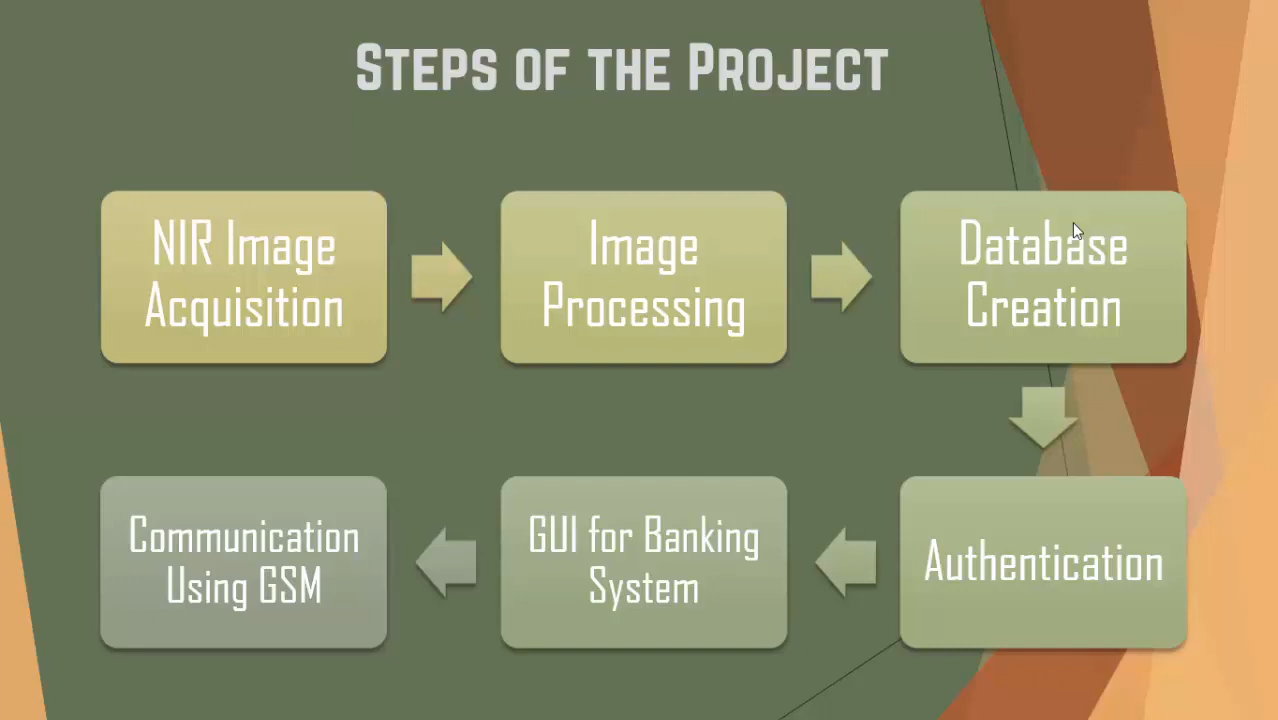 STEPS OF THE PROJECT
NIR Image
Acquisition
Image
Processing
Database
Creation
Authentication
GUI for Banking
System
Communication
Using GSM